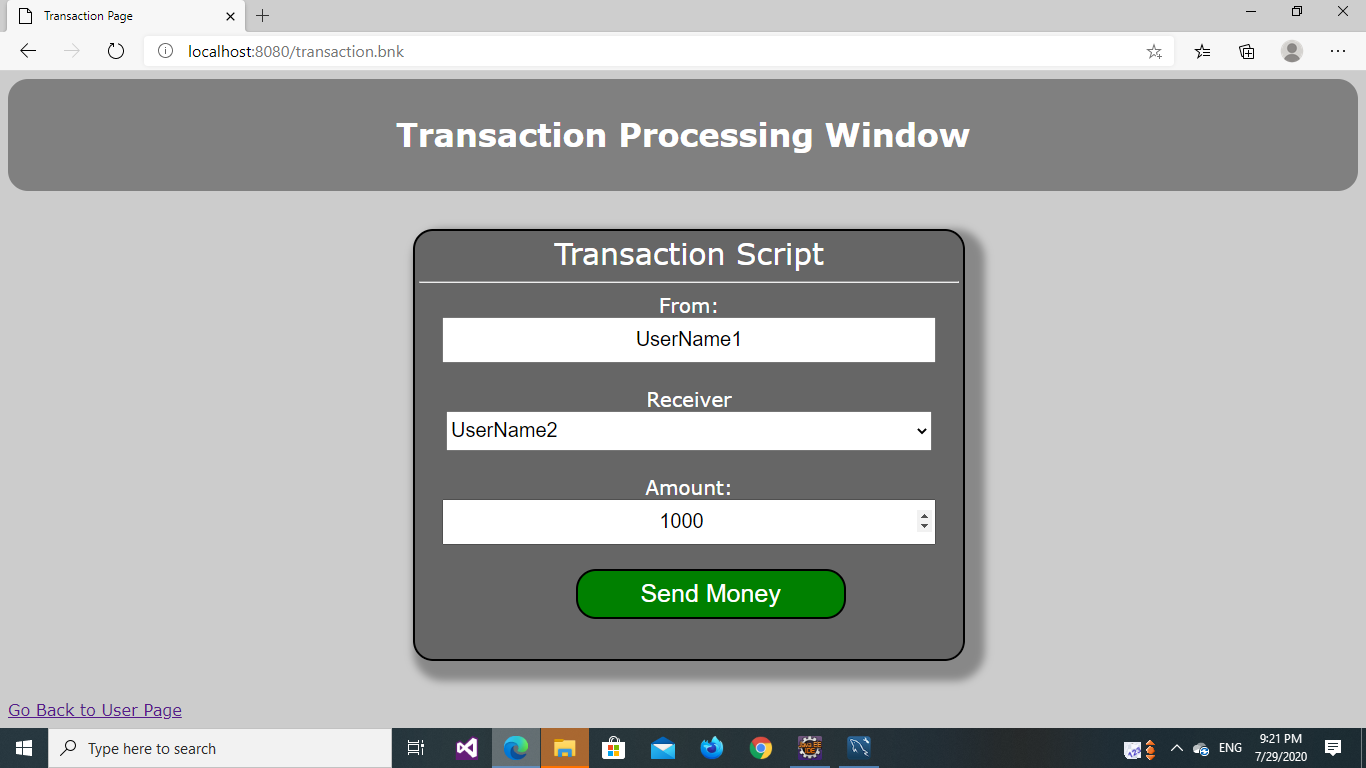 Transaction Page
localhost:8080/transaction.bnk
Transaction Processing Window
Transaction Script
From:
UserName1
Receiver
UserName2
Amount:
1000
Send Money
Go Back to User Page
Type here to search
ENG
9:21 PM
7/29/2020